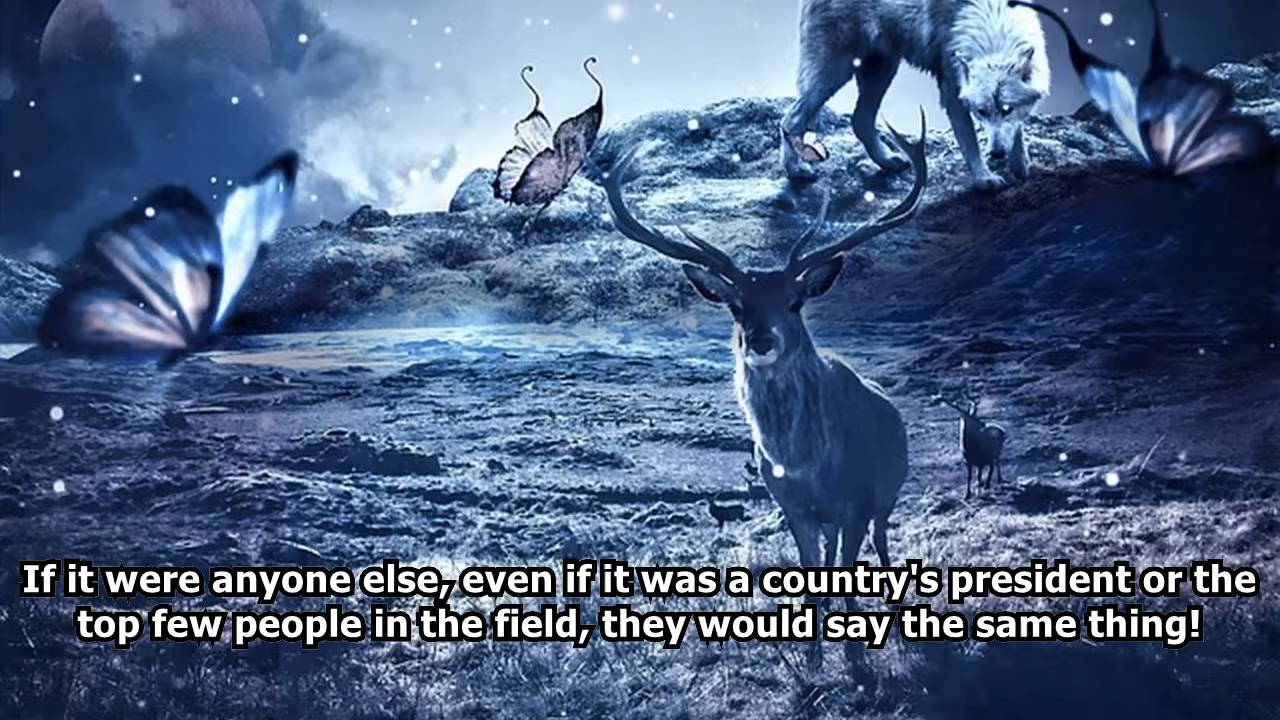 If it were anyone else, even if it was a country's president or the
top few people in the field, they would say the same thing!